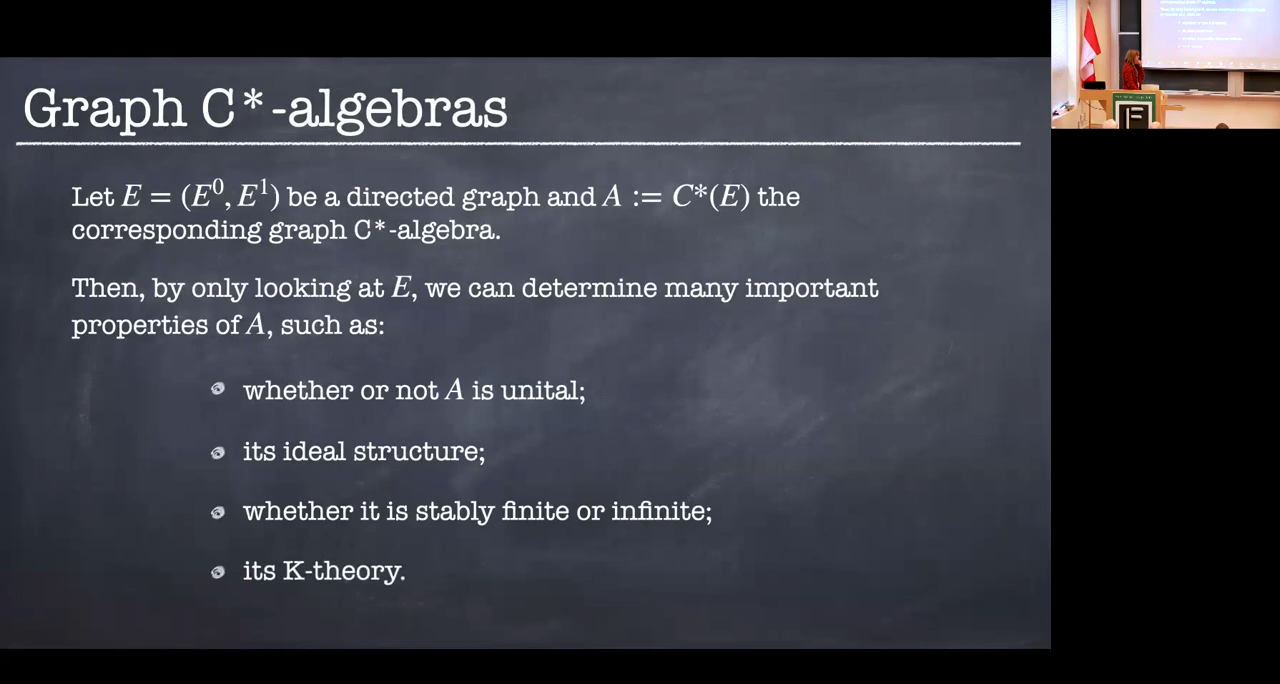 Graph C*-algebras
Let E = (E⁰, E¹) be a directed graph and A := C*(E) the
corresponding graph C*-algebra.
Then, by only looking at E, we can determine many important
properties of A, such as:
whether or not A is unital;
its ideal structure;
whether it is stably finite or infinite;
its K-theory.